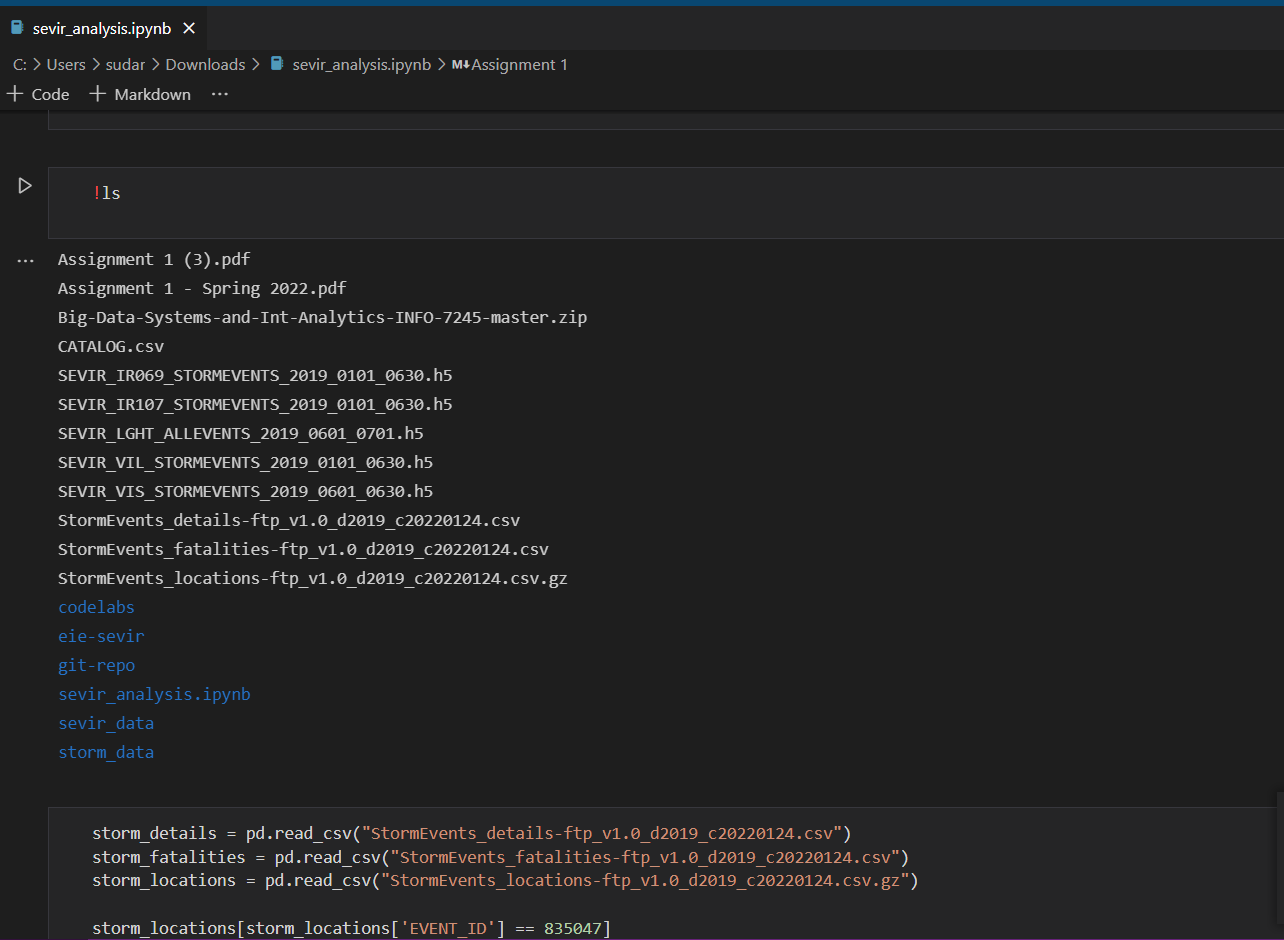 sevir_analysis.ipynb
C: > Users > sudar > Downloads > sevir_analysis.ipynb > M↓Assignment 1
+ Code + Markdown ...
!ls
Assignment 1 (3).pdf
Assignment 1 - Spring 2022.pdf
Big-Data-Systems-and-Int-Analytics-INFO-7245-master.zip
CATALOG.csv
SEVIR_IR069_STORMEVENTS_2019_0101_0630.h5
SEVIR_IR107_STORMEVENTS_2019_0101_0630.h5
SEVIR_LGHT_ALLEVENTS_2019_0601_0701.h5
SEVIR_VIL_STORMEVENTS_2019_0101_0630.h5
SEVIR_VIS_STORMEVENTS_2019_0601_0630.h5
StormEvents_details-ftp_v1.0_d2019_c20220124.csv
StormEvents_fatalities-ftp_v1.0_d2019_c20220124.csv
StormEvents_locations-ftp_v1.0_d2019_c20220124.csv.gz
codelabs
eie-sevir
git-repo
sevir_analysis.ipynb
sevir_data
storm_data
storm_details = pd.read_csv("StormEvents_details-ftp_v1.0_d2019_c20220124.csv")
storm_fatalities = pd.read_csv("StormEvents_fatalities-ftp_v1.0_d2019_c20220124.csv")
storm_locations = pd.read_csv("StormEvents_locations-ftp_v1.0_d2019_c20220124.csv.gz")
storm_locations[storm_locations['EVENT_ID'] == 835047]